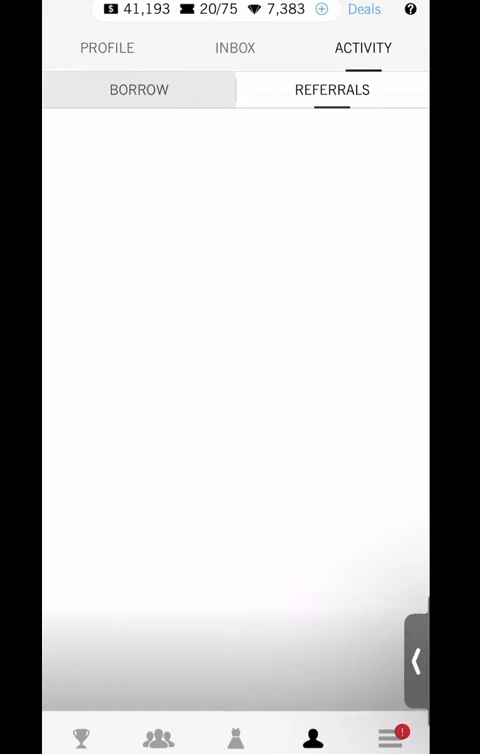 $ 41,193 20/75 7,383 + Deals ?
PROFILE INBOX ACTIVITY
BORROW REFERRALS
!